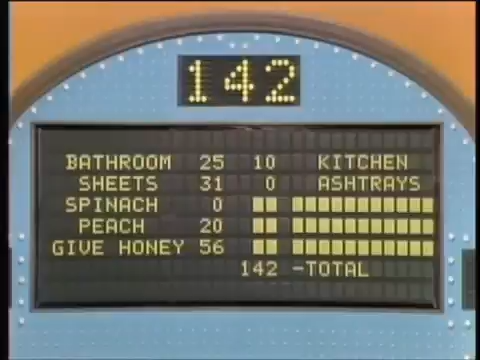 142
BATHROOM 25 10 KITCHEN
SHEETS 31 0 ASHTRAYS
SPINACH 0
PEACH 20
GIVE HONEY 56
142 -TOTAL